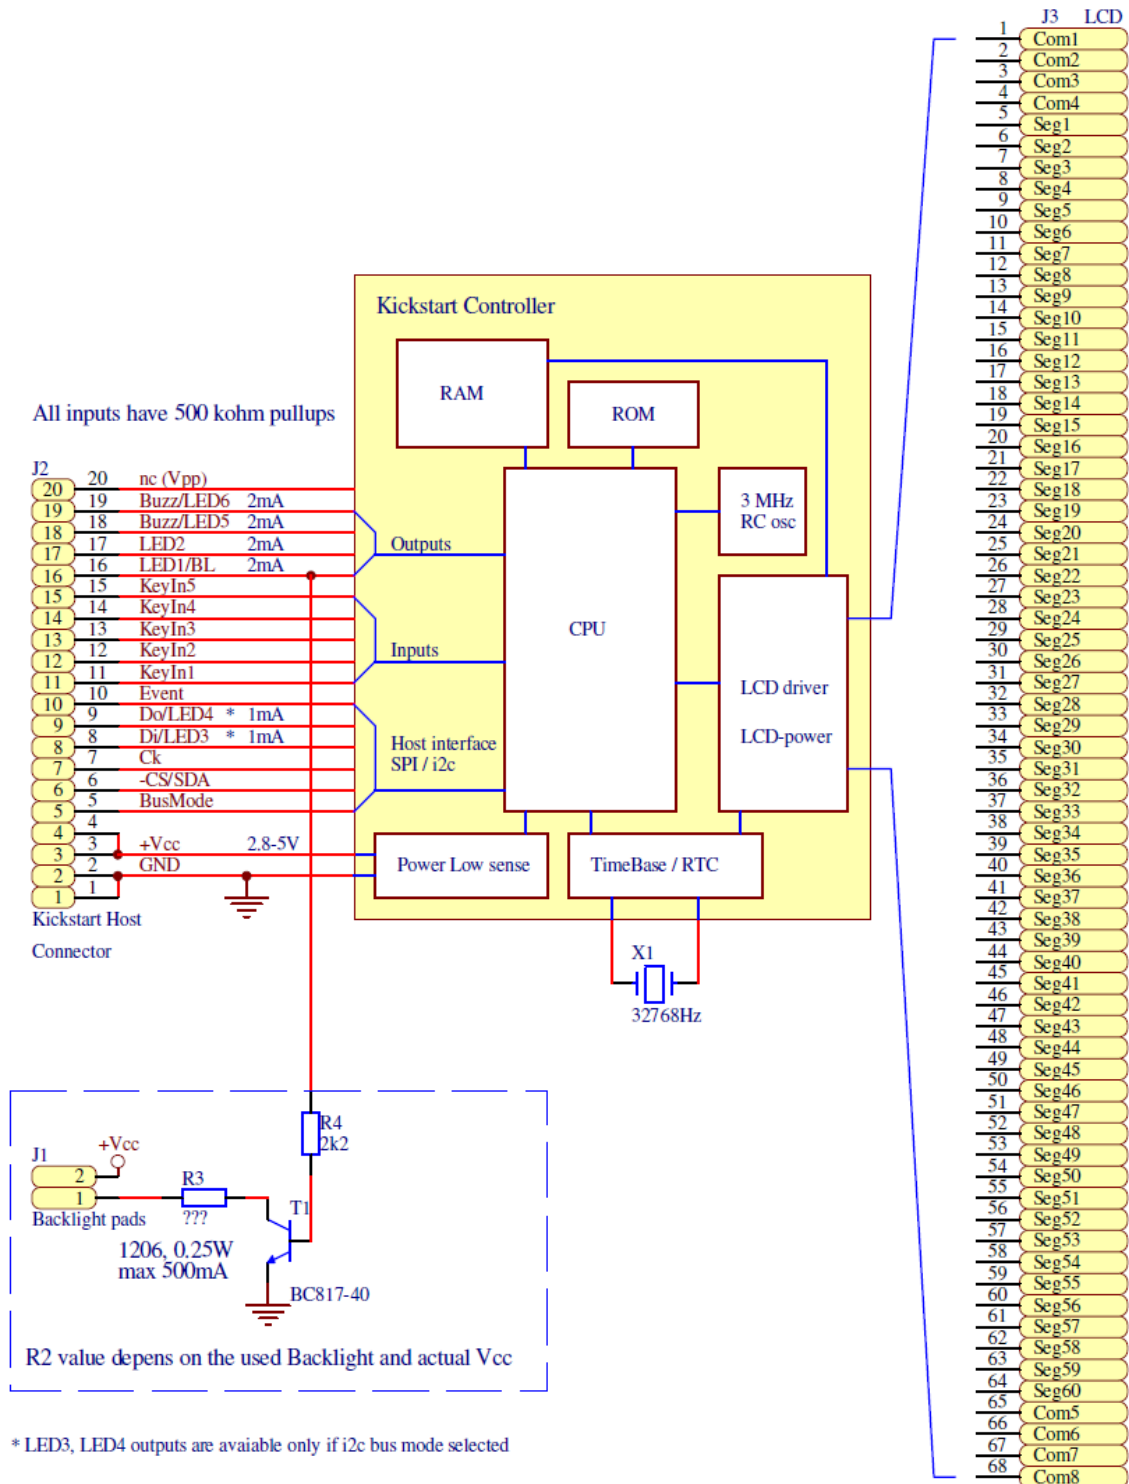 J3 LCD
1 Com1
2 Com2
3 Com3
4 Com4
5 Seg1
6 Seg2
7 Seg3
8 Seg4
9 Seg5
10 Seg6
11 Seg7
12 Seg8
13 Seg9
14 Seg10
15 Seg11
16 Seg12
17 Seg13
18 Seg14
19 Seg15
20 Seg16
21 Seg17
22 Seg18
23 Seg19
24 Seg20
25 Seg21
26 Seg22
27 Seg23
28 Seg24
29 Seg25
30 Seg26
31 Seg27
32 Seg28
33 Seg29
34 Seg30
35 Seg31
36 Seg32
37 Seg33
38 Seg34
39 Seg35
40 Seg36
41 Seg37
42 Seg38
43 Seg39
44 Seg40
45 Seg41
46 Seg42
47 Seg43
48 Seg44
49 Seg45
50 Seg46
51 Seg47
52 Seg48
53 Seg49
54 Seg50
55 Seg51
56 Seg52
57 Seg53
58 Seg54
59 Seg55
60 Seg56
61 Seg57
62 Seg58
63 Seg59
64 Seg60
65 Com5
66 Com6
67 Com7
68 Com8
Kickstart Controller
RAM
ROM
3 MHz
RC osc
CPU
LCD driver
LCD-power
Outputs
Inputs
Host interface
SPI / i2c
Power Low sense
TimeBase / RTC
X1
32768Hz
All inputs have 500 kohm pullups
J2
20 20 nc (Vpp)
19 19 Buzz/LED6 2mA
18 18 Buzz/LED5 2mA
17 17 LED2 2mA
16 16 LED1/BL 2mA
15 15 KeyIn5
14 14 KeyIn4
13 13 KeyIn3
12 12 KeyIn2
11 11 KeyIn1
10 10 Event
9 9 Do/LED4 * 1mA
8 8 Di/LED3 * 1mA
7 7 Ck
6 6 -CS/SDA
5 5 BusMode
4 4
3 3 +Vcc 2.8-5V
2 2 GND
1 1
Kickstart Host
Connector
R4
2k2
+Vcc
J1
2
1
Backlight pads
R3
???
1206, 0.25W
max 500mA
T1
BC817-40
R2 value depens on the used Backlight and actual Vcc
* LED3, LED4 outputs are avaiable only if i2c bus mode selected